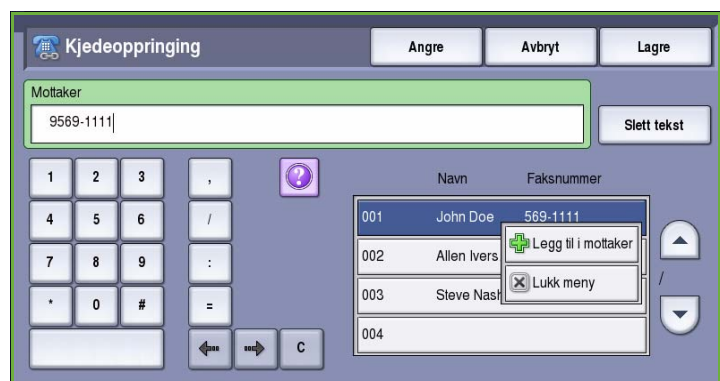 Kjedeoppringing
Angre
Avbryt
Lagre
Mottaker
9569-1111
Slett tekst
1 2 3 ,
?
4 5 6 /
7 8 9 :
* 0 # =
C
Navn Faksnummer
001 John Doe 569-1111
Legg til i mottaker
002 Allen Ivers
Lukk meny
003 Steve Nash
004
/